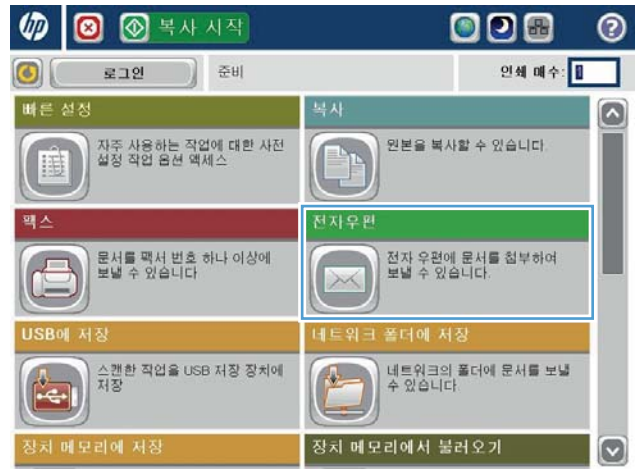 hp 복사 시작 ?
로그인 준비 인쇄 매수: 1
빠른 설정
자주 사용하는 작업에 대한 사전
설정 작업 옵션 액세스
복사
원본을 복사할 수 있습니다.
팩스
문서를 팩서 번호 하나 이상에
보낼 수 있습니다
전자우편
전자 우편에 문서를 첨부하여
보낼 수 있습니다.
USB에 저장
스캔한 작업을 USB 저장 장치에
저장
네트워크 폴더에 저장
네트워크의 폴더에 문서를 보낼
수 있습니다
장치 메모리에 저장
장치 메모리에서 불러오기